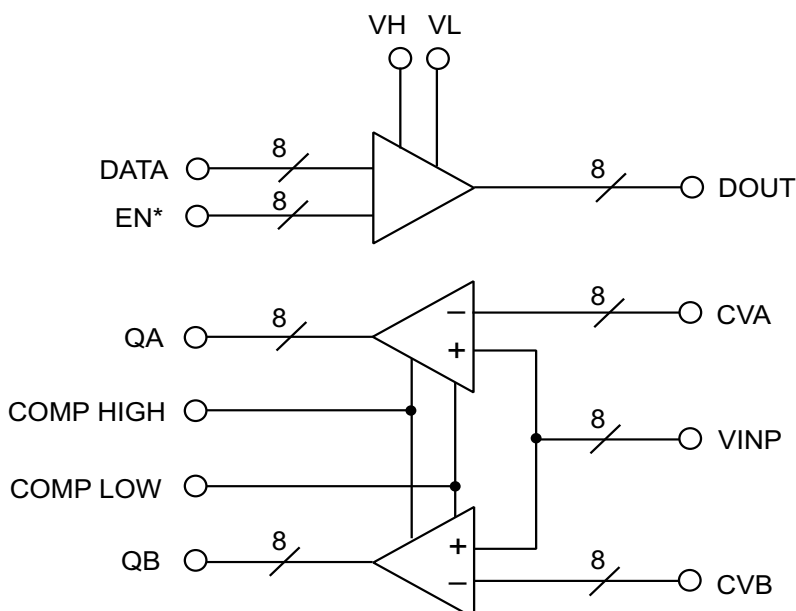 VH VL
8 8
DATA DOUT
8
EN*
8 − 8
QA CVA
+
COMP HIGH
8
VINP
COMP LOW
8 + 8
QB
− CVB